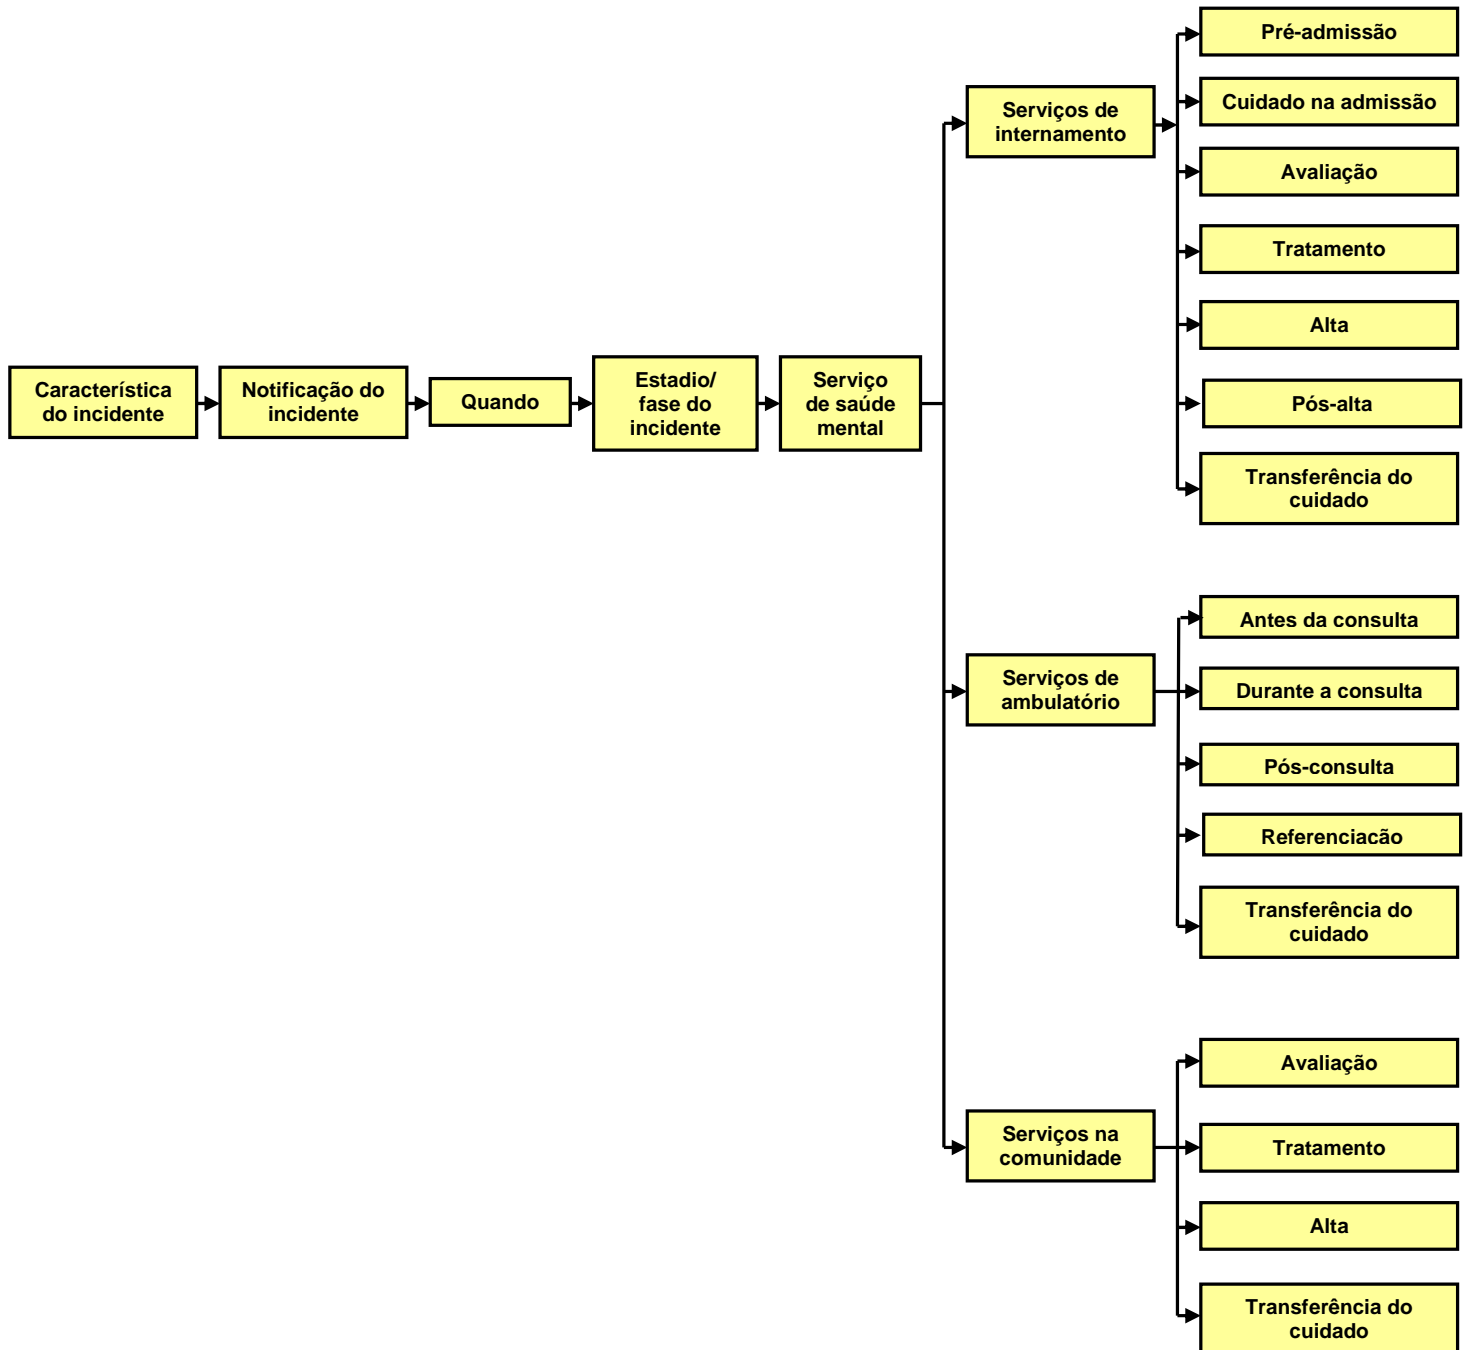 Característica
do incidente
Notificação do
incidente
Quando
Estadio/
fase do
incidente
Serviço
de saúde
mental
Serviços de
internamento
Pré-admissão
Cuidado na admissão
Avaliação
Tratamento
Alta
Pós-alta
Transferência do
cuidado
Serviços de
ambulatório
Antes da consulta
Durante a consulta
Pós-consulta
Referenciacão
Transferência do
cuidado
Serviços na
comunidade
Avaliação
Tratamento
Alta
Transferência do
cuidado